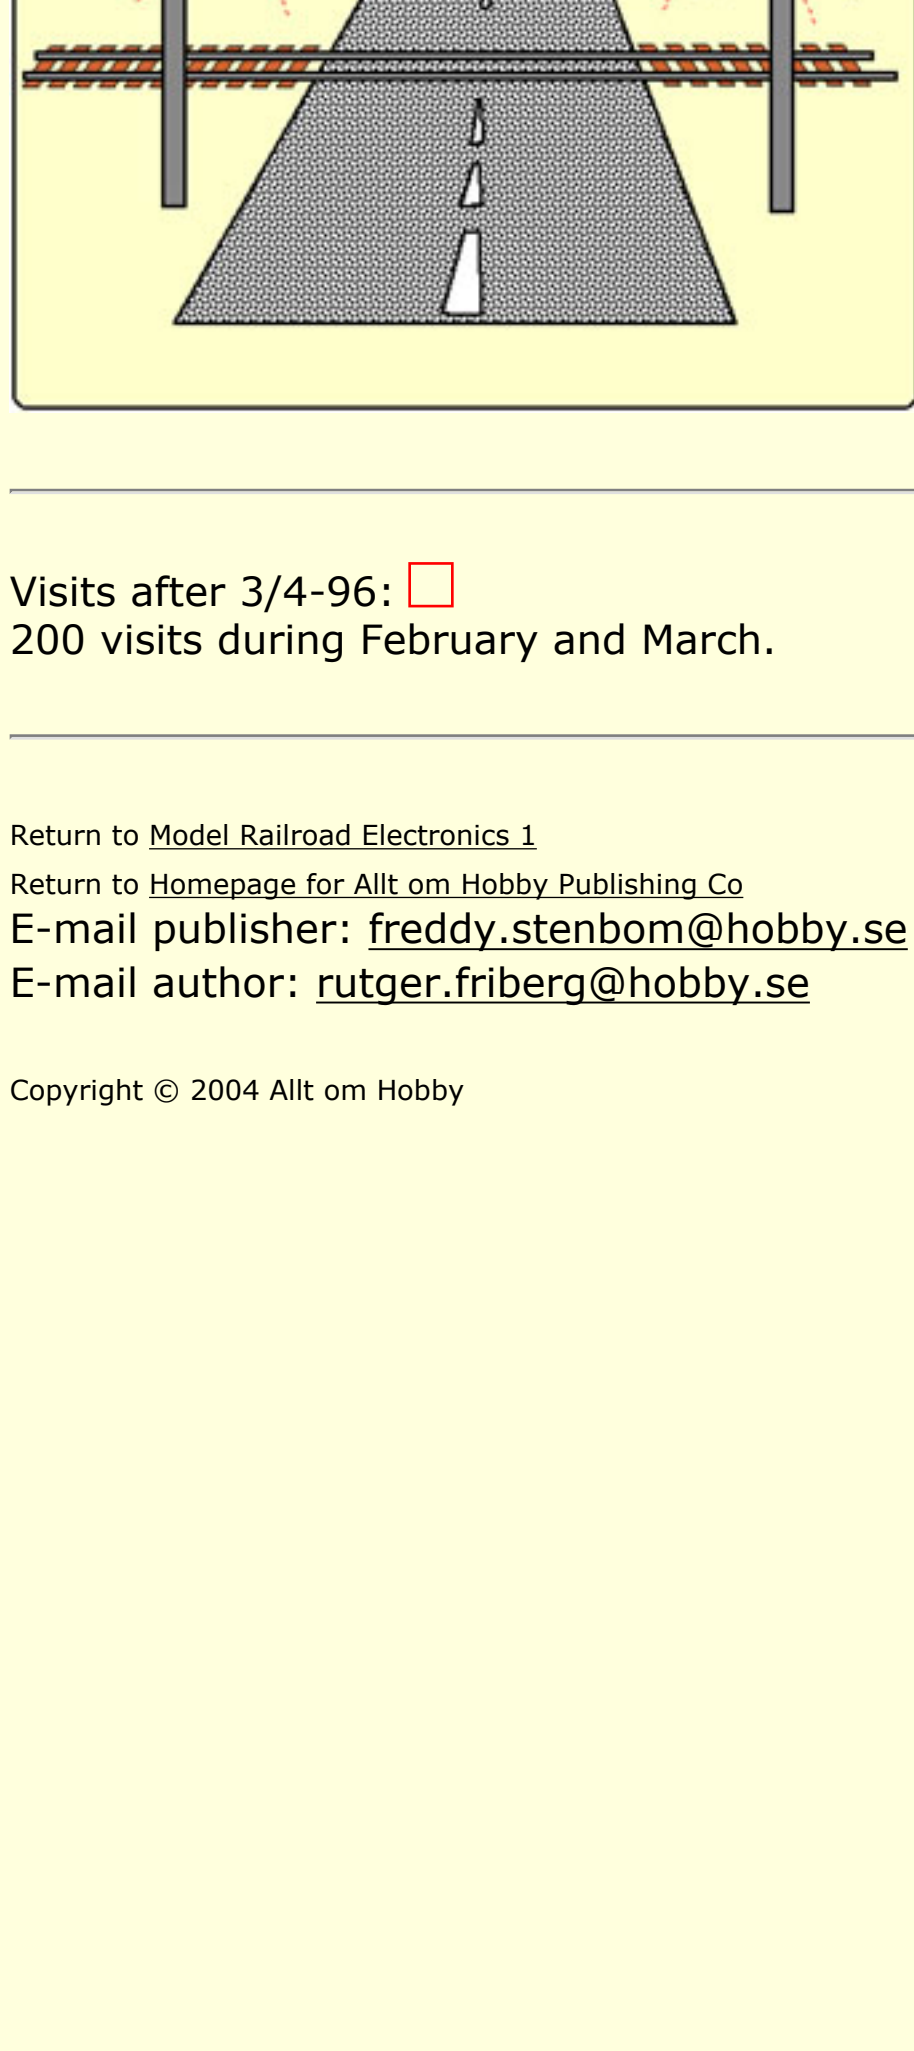 Visits after 3/4-96:
200 visits during February and March.
Return to Model Railroad Electronics 1
Return to Homepage for Allt om Hobby Publishing Co
E-mail publisher: freddy.stenbom@hobby.se
E-mail author: rutger.friberg@hobby.se
Copyright © 2004 Allt om Hobby